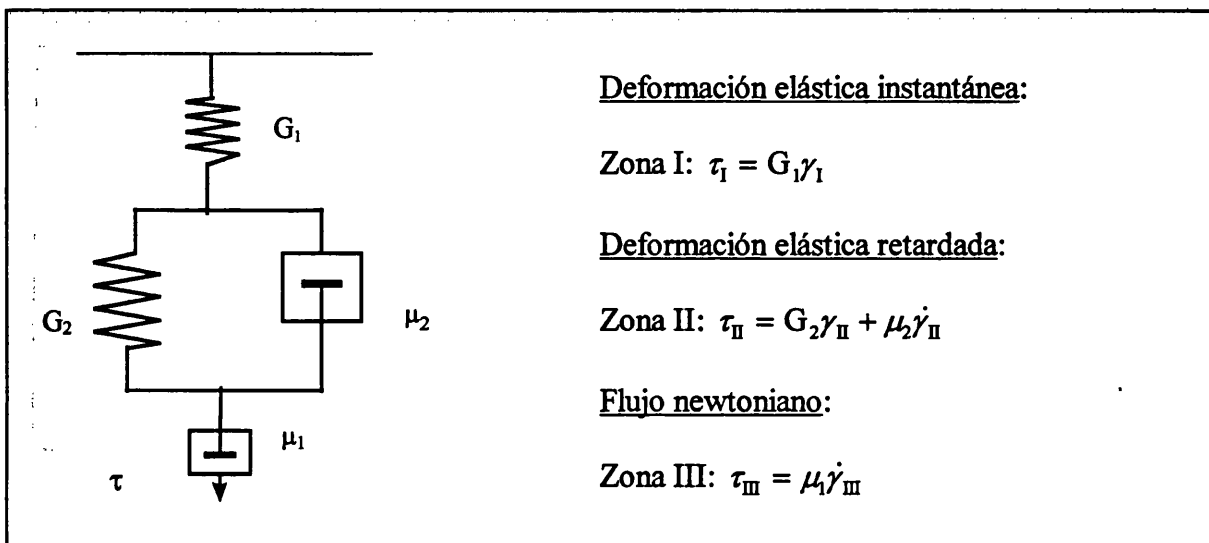 G₁
G₂
μ₂
μ₁
τ
Deformación elástica instantánea:
Zona I: τ_I = G₁γ_I
Deformación elástica retardada:
Zona II: τ_II = G₂γ_II + μ₂γ̇_II
Flujo newtoniano:
Zona III: τ_III = μ₁γ̇_III